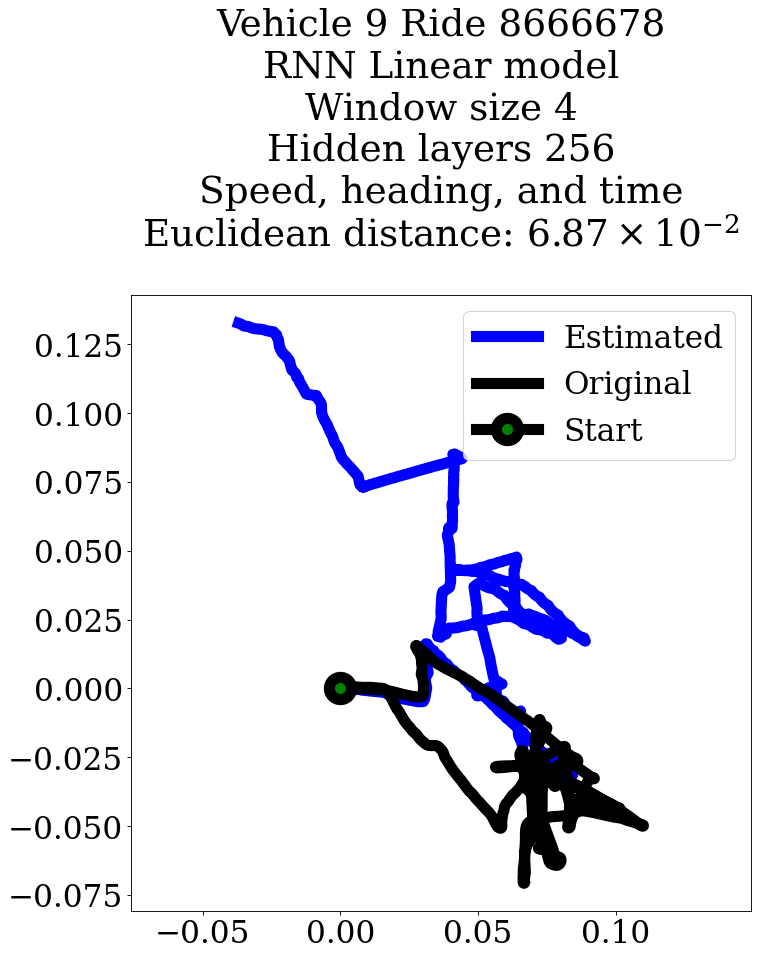 Vehicle 9 Ride 8666678
RNN Linear model
Window size 4
Hidden layers 256
Speed, heading, and time
Euclidean distance: 6.87 × 10⁻²
Estimated
Original
Start
0.125
0.100
0.075
0.050
0.025
0.000
−0.025
−0.050
−0.075
−0.05
0.00
0.05
0.10